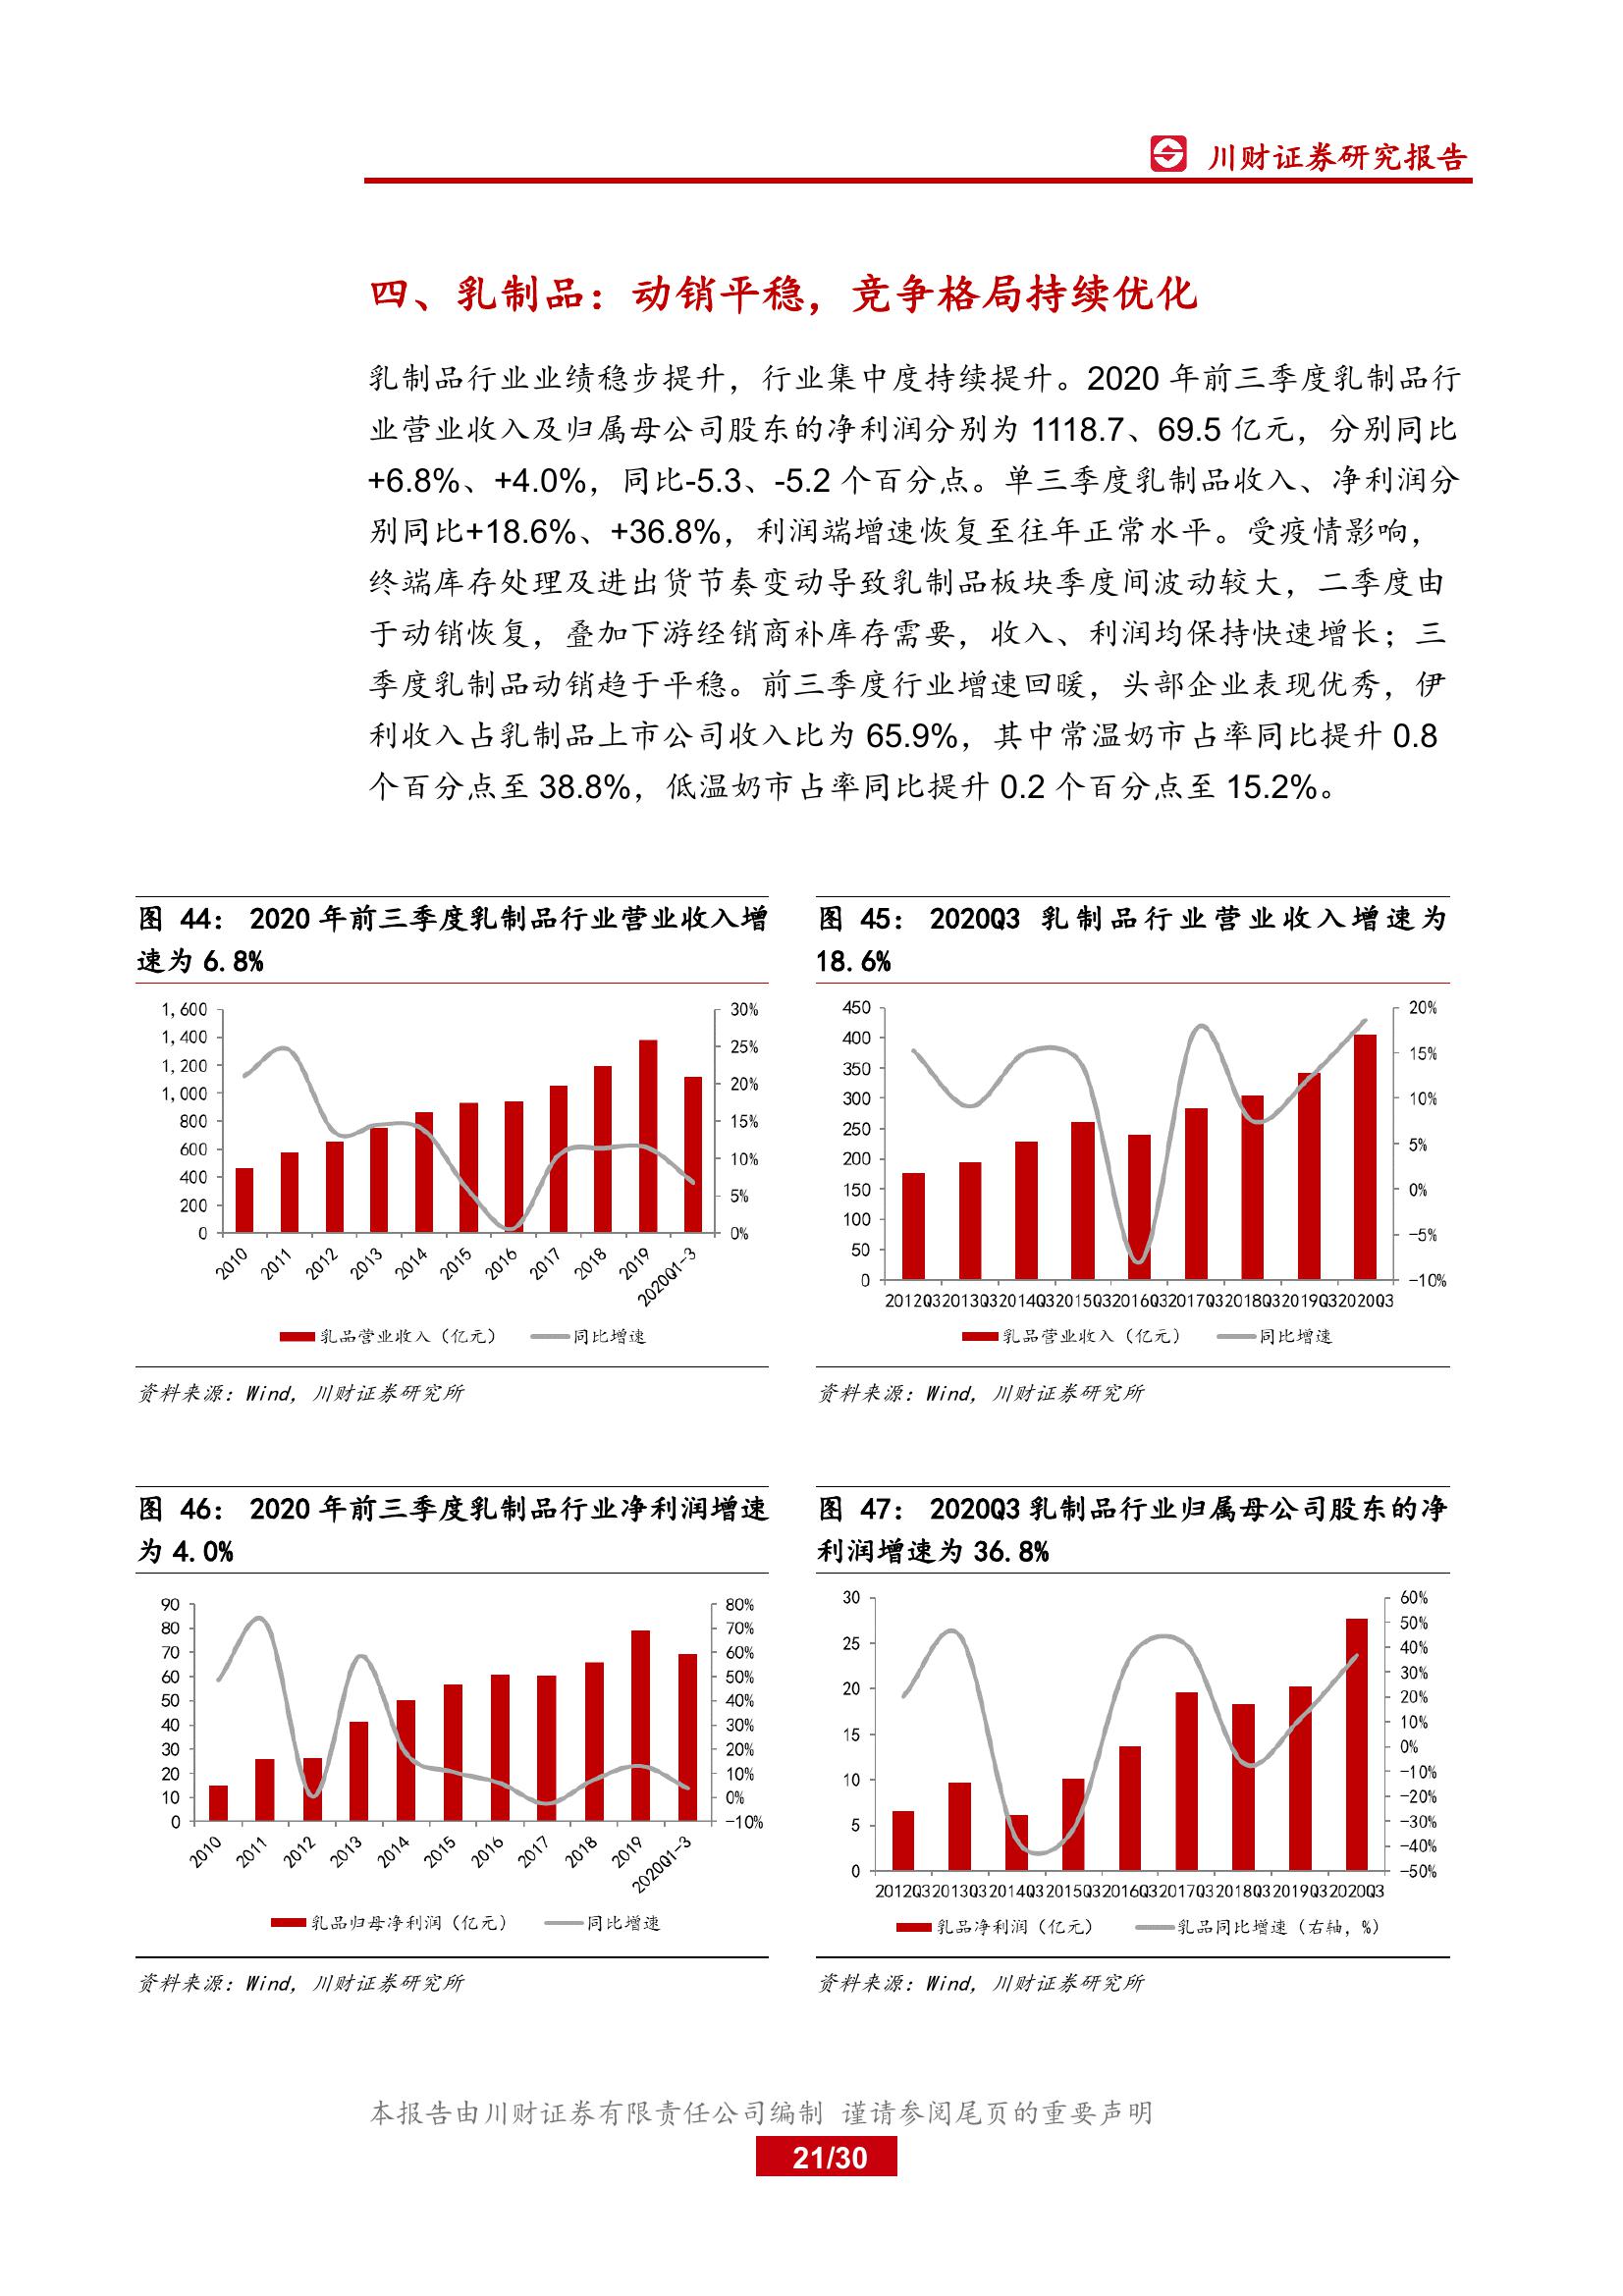 川财证券研究报告
四、乳制品：动销平稳，竞争格局持续优化
乳制品行业业绩稳步提升，行业集中度持续提升。2020 年前三季度乳制品行
业营业收入及归属母公司股东的净利润分别为 1118.7、69.5 亿元，分别同比
+6.8%、+4.0%，同比-5.3、-5.2 个百分点。单三季度乳制品收入、净利润分
别同比+18.6%、+36.8%，利润端增速恢复至往年正常水平。受疫情影响，
终端库存处理及进出货节奏变动导致乳制品板块季度间波动较大，二季度由
于动销恢复，叠加下游经销商补库存需要，收入、利润均保持快速增长；三
季度乳制品动销趋于平稳。前三季度行业增速回暖，头部企业表现优秀，伊
利收入占乳制品上市公司收入比为 65.9%，其中常温奶市占率同比提升 0.8
个百分点至 38.8%，低温奶市占率同比提升 0.2 个百分点至 15.2%。
图 44： 2020 年前三季度乳制品行业营业收入增
速为 6.8%
1,600
1,400
1,200
1,000
800
600
400
200
0
30%
25%
20%
15%
10%
5%
0%
2010 2011 2012 2013 2014 2015 2016 2017 2018 2019 2020Q1-3
乳品营业收入（亿元） 同比增速
资料来源：Wind，川财证券研究所
图 45： 2020Q3 乳制品行业营业收入增速为
18.6%
450
400
350
300
250
200
150
100
50
0
20%
15%
10%
5%
0%
-5%
-10%
2012Q3 2013Q3 2014Q3 2015Q3 2016Q3 2017Q3 2018Q3 2019Q3 2020Q3
乳品营业收入（亿元） 同比增速
资料来源：Wind，川财证券研究所
图 46： 2020 年前三季度乳制品行业净利润增速
为 4.0%
90
80
70
60
50
40
30
20
10
0
80%
70%
60%
50%
40%
30%
20%
10%
0%
-10%
2010 2011 2012 2013 2014 2015 2016 2017 2018 2019 2020Q1-3
乳品归母净利润（亿元） 同比增速
资料来源：Wind，川财证券研究所
图 47： 2020Q3 乳制品行业归属母公司股东的净
利润增速为 36.8%
30
25
20
15
10
5
0
60%
50%
40%
30%
20%
10%
0%
-10%
-20%
-30%
-40%
-50%
2012Q3 2013Q3 2014Q3 2015Q3 2016Q3 2017Q3 2018Q3 2019Q3 2020Q3
乳品净利润（亿元） 乳品同比增速（右轴，%）
资料来源：Wind，川财证券研究所
本报告由川财证券有限责任公司编制 谨请参阅尾页的重要声明
21/30